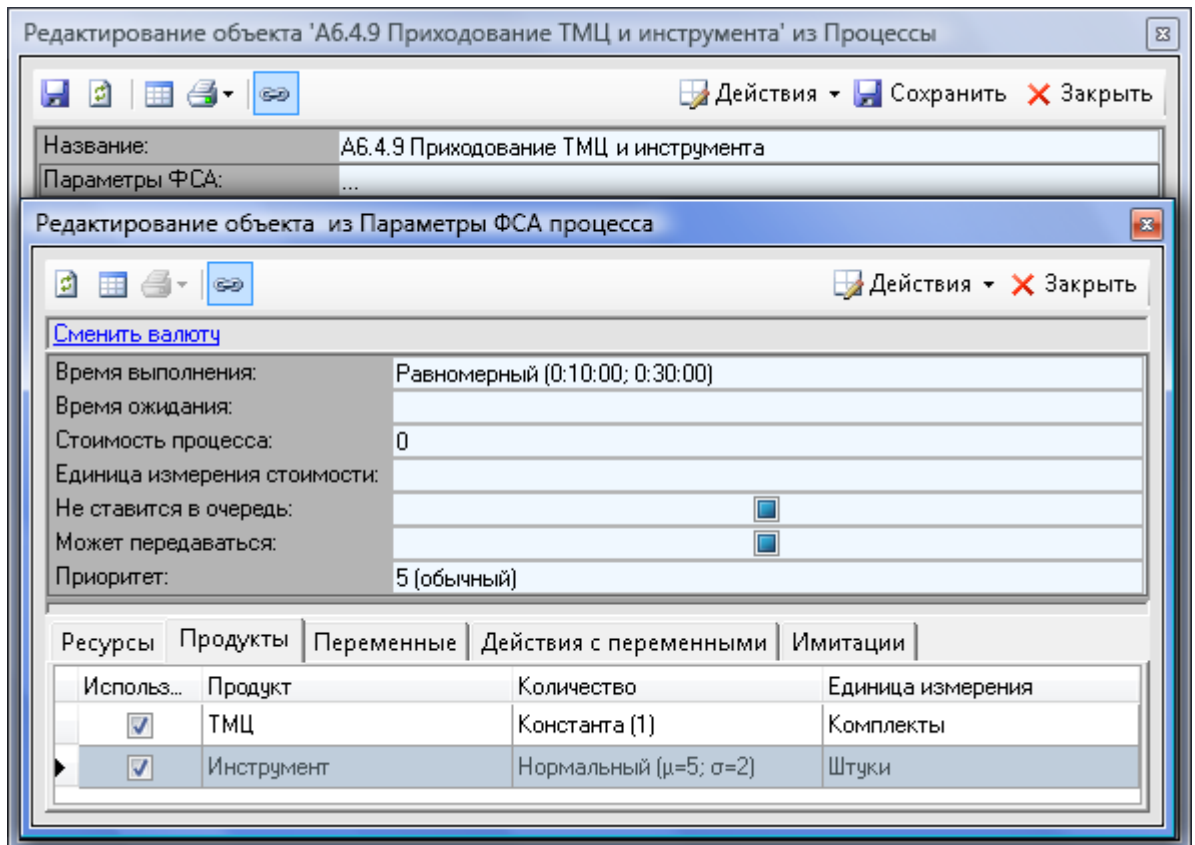 Редактирование объекта 'А6.4.9 Приходование ТМЦ и инструмента' из Процессы
Действия Сохранить Закрыть
Название: А6.4.9 Приходование ТМЦ и инструмента
Параметры ФСА: ...
Редактирование объекта из Параметры ФСА процесса
Действия Закрыть
Сменить валюту
Время выполнения: Равномерный (0:10:00; 0:30:00)
Время ожидания:
Стоимость процесса: 0
Единица измерения стоимости:
Не ставится в очередь:
Может передаваться:
Приоритет: 5 (обычный)
Ресурсы Продукты Переменные Действия с переменными Имитации
Использ... Продукт Количество Единица измерения
ТМЦ Константа (1) Комплекты
Инструмент Нормальный (μ=5; σ=2) Штуки